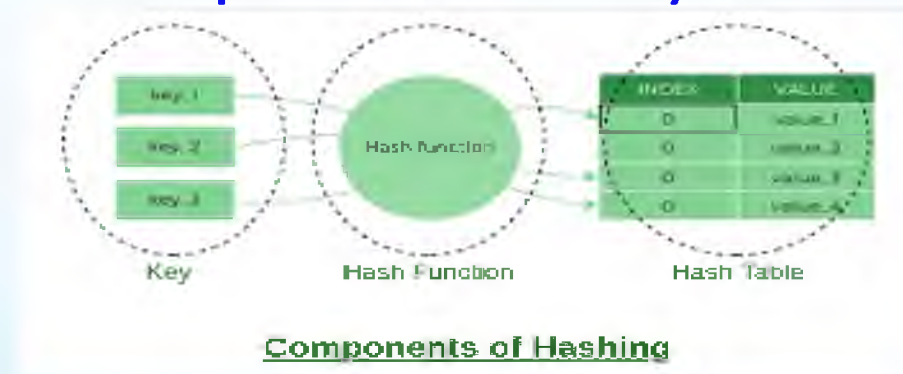 key_1
key_2
key_3
Hash function
INDEX VALUE
0 value_1
0 value_2
0 value_3
0 value_4
Key
Hash Function
Hash Table
Components of Hashing